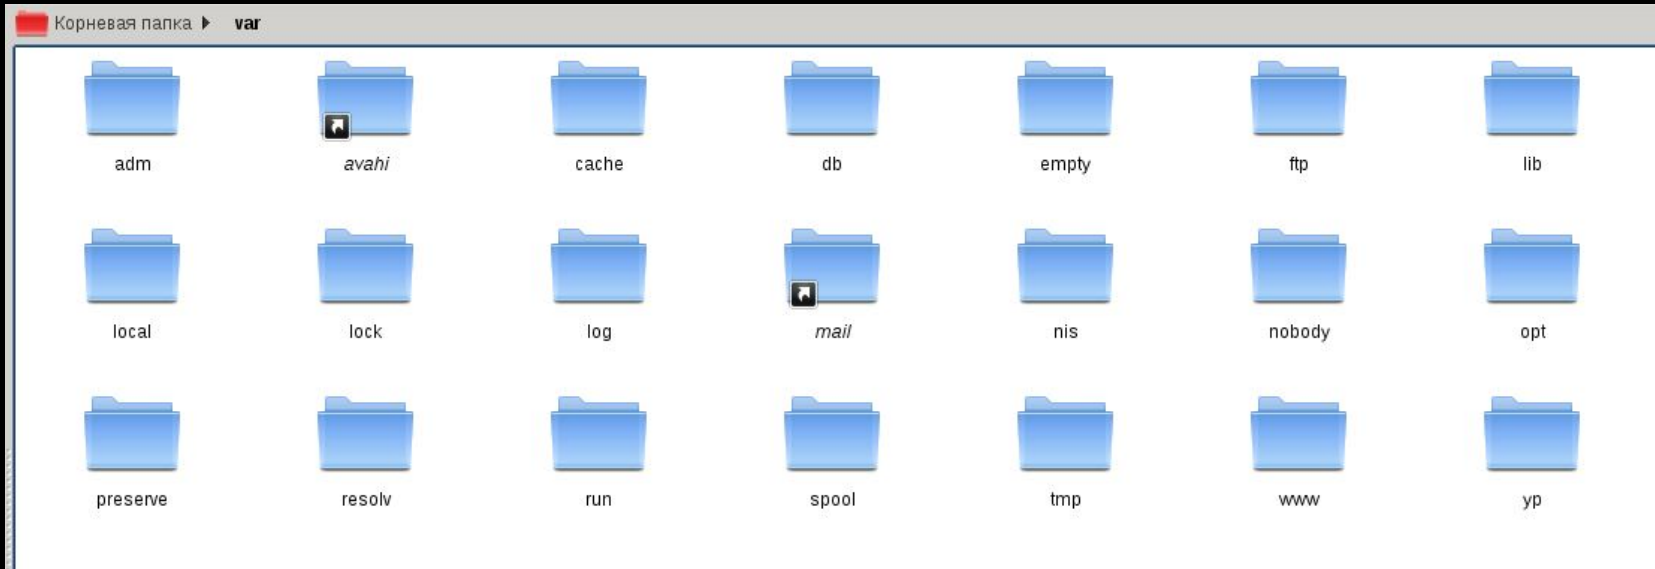 Корневая папка var
adm avahi cache db empty ftp lib
local lock log mail nis nobody opt
preserve resolv run spool tmp www yp